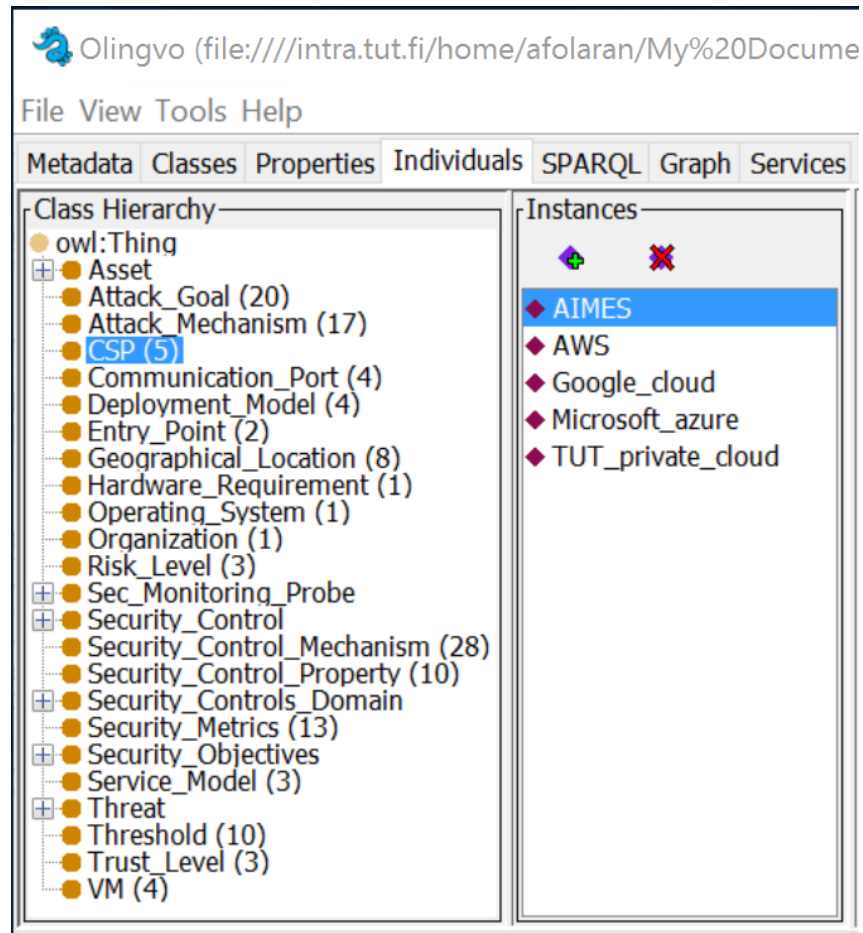 Olingvo (file:////intra.tut.fi/home/afolaran/My%20Docume
File View Tools Help
Metadata Classes Properties Individuals SPARQL Graph Services
Class Hierarchy
owl:Thing
Asset
Attack_Goal (20)
Attack_Mechanism (17)
CSP (5)
Communication_Port (4)
Deployment_Model (4)
Entry_Point (2)
Geographical_Location (8)
Hardware_Requirement (1)
Operating_System (1)
Organization (1)
Risk_Level (3)
Sec_Monitoring_Probe
Security_Control
Security_Control_Mechanism (28)
Security_Control_Property (10)
Security_Controls_Domain
Security_Metrics (13)
Security_Objectives
Service_Model (3)
Threat
Threshold (10)
Trust_Level (3)
VM (4)
Instances
AIMES
AWS
Google_cloud
Microsoft_azure
TUT_private_cloud